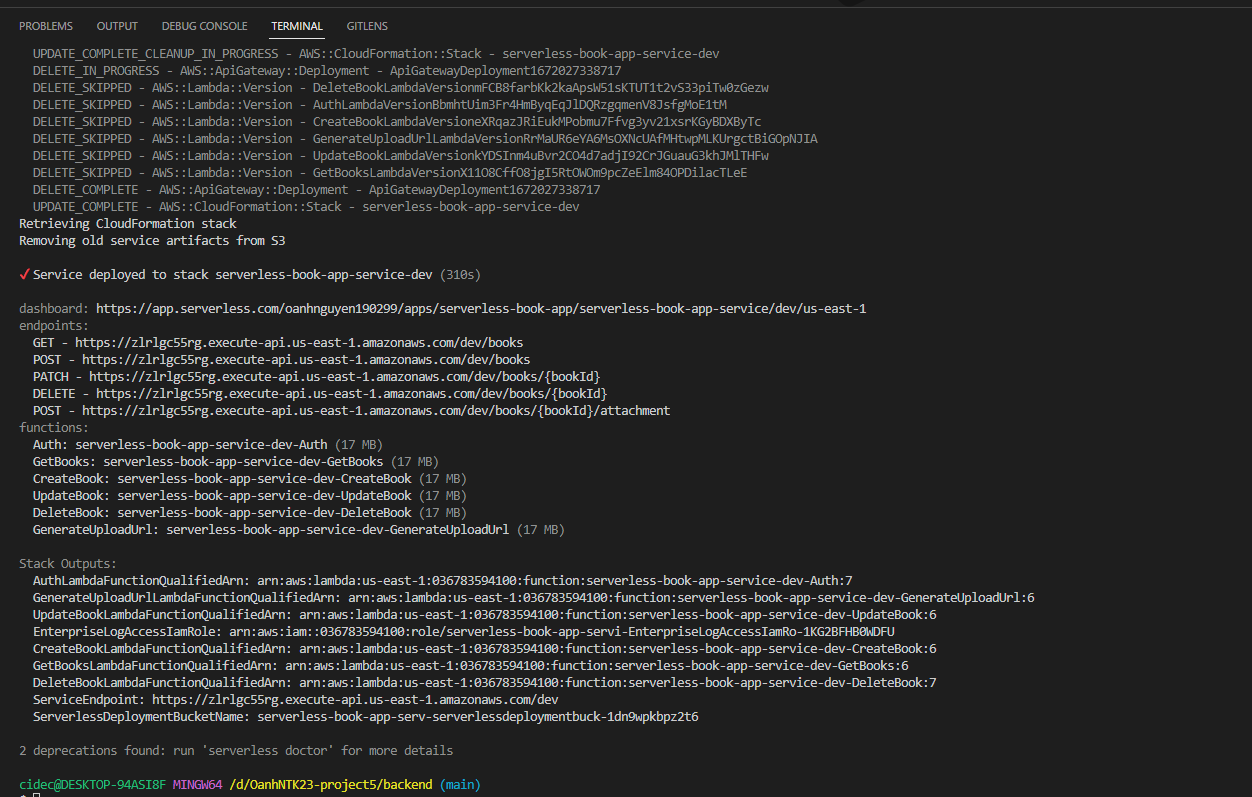 PROBLEMS OUTPUT DEBUG CONSOLE TERMINAL GITLENS
UPDATE_COMPLETE_CLEANUP_IN_PROGRESS - AWS::CloudFormation::Stack - serverless-book-app-service-dev
DELETE_IN_PROGRESS - AWS::ApiGateway::Deployment - ApiGatewayDeployment1672027338717
DELETE_SKIPPED - AWS::Lambda::Version - DeleteBookLambdaVersionmFCB8farbKk2kaApsW51sKTUT1t2vS33piTw0zGezw
DELETE_SKIPPED - AWS::Lambda::Version - AuthLambdaVersionBbmhtUim3Fr4HmByqEqJlDQRzgqmenV8JsfgMoE1tM
DELETE_SKIPPED - AWS::Lambda::Version - CreateBookLambdaVersioneXRqazJRiEukMPobmu7Ffvg3yv21xsrKGyBDXByTc
DELETE_SKIPPED - AWS::Lambda::Version - GenerateUploadUrlLambdaVersionRrMaUR6eYA6MsOXNcUAfMHtwpMLKUrgctBiGOpNJIA
DELETE_SKIPPED - AWS::Lambda::Version - UpdateBookLambdaVersionkYDSInm4uBvr2CO4d7adjI92CrJGuauG3khJMlTHFw
DELETE_SKIPPED - AWS::Lambda::Version - GetBooksLambdaVersionX11O8CffO8jgI5RtOWOm9pcZeElm84OPDilacTLeE
DELETE_COMPLETE - AWS::ApiGateway::Deployment - ApiGatewayDeployment1672027338717
UPDATE_COMPLETE - AWS::CloudFormation::Stack - serverless-book-app-service-dev
Retrieving CloudFormation stack
Removing old service artifacts from S3
✓Service deployed to stack serverless-book-app-service-dev (310s)
dashboard: https://app.serverless.com/oanhnguyen190299/apps/serverless-book-app/serverless-book-app-service/dev/us-east-1
endpoints:
GET - https://zlrlgc55rg.execute-api.us-east-1.amazonaws.com/dev/books
POST - https://zlrlgc55rg.execute-api.us-east-1.amazonaws.com/dev/books
PATCH - https://zlrlgc55rg.execute-api.us-east-1.amazonaws.com/dev/books/{bookId}
DELETE - https://zlrlgc55rg.execute-api.us-east-1.amazonaws.com/dev/books/{bookId}
POST - https://zlrlgc55rg.execute-api.us-east-1.amazonaws.com/dev/books/{bookId}/attachment
functions:
Auth: serverless-book-app-service-dev-Auth (17 MB)
GetBooks: serverless-book-app-service-dev-GetBooks (17 MB)
CreateBook: serverless-book-app-service-dev-CreateBook (17 MB)
UpdateBook: serverless-book-app-service-dev-UpdateBook (17 MB)
DeleteBook: serverless-book-app-service-dev-DeleteBook (17 MB)
GenerateUploadUrl: serverless-book-app-service-dev-GenerateUploadUrl (17 MB)
Stack Outputs:
AuthLambdaFunctionQualifiedArn: arn:aws:lambda:us-east-1:036783594100:function:serverless-book-app-service-dev-Auth:7
GenerateUploadUrlLambdaFunctionQualifiedArn: arn:aws:lambda:us-east-1:036783594100:function:serverless-book-app-service-dev-GenerateUploadUrl:6
UpdateBookLambdaFunctionQualifiedArn: arn:aws:lambda:us-east-1:036783594100:function:serverless-book-app-service-dev-UpdateBook:6
EnterpriseLogAccessIamRole: arn:aws:iam::036783594100:role/serverless-book-app-servi-EnterpriseLogAccessIamRo-1KG2BFHB0WDFU
CreateBookLambdaFunctionQualifiedArn: arn:aws:lambda:us-east-1:036783594100:function:serverless-book-app-service-dev-CreateBook:6
GetBooksLambdaFunctionQualifiedArn: arn:aws:lambda:us-east-1:036783594100:function:serverless-book-app-service-dev-GetBooks:6
DeleteBookLambdaFunctionQualifiedArn: arn:aws:lambda:us-east-1:036783594100:function:serverless-book-app-service-dev-DeleteBook:7
ServiceEndpoint: https://zlrlgc55rg.execute-api.us-east-1.amazonaws.com/dev
ServerlessDeploymentBucketName: serverless-book-app-serv-serverlessdeploymentbuck-1dn9wpkbpz2t6
2 deprecations found: run 'serverless doctor' for more details
cidec@DESKTOP-94ASI8F MINGW64 /d/OanhNTK23-project5/backend (main)